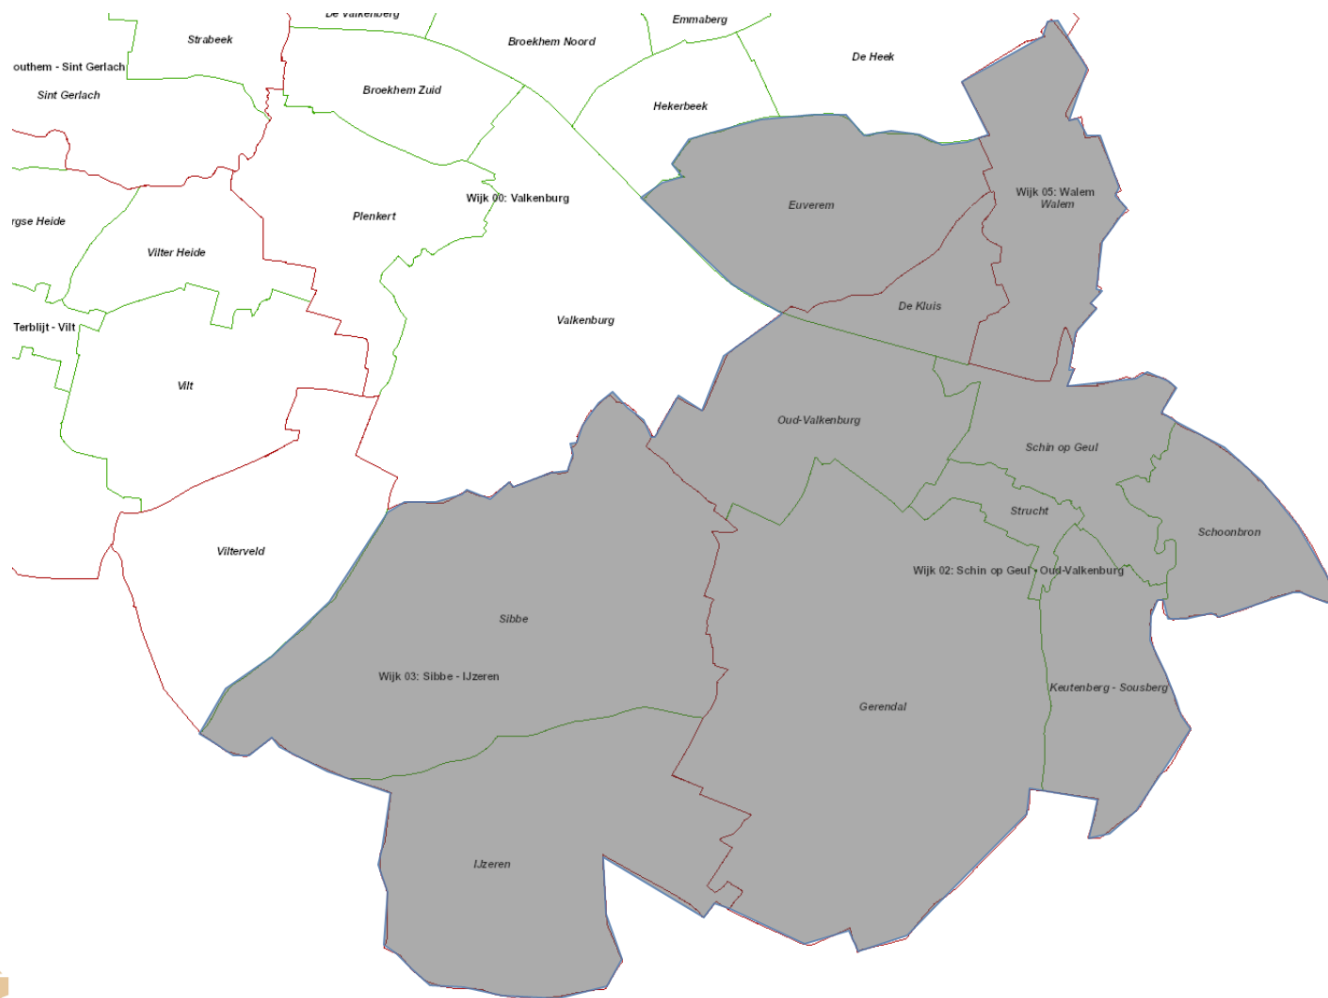 De Valkenberg
Emmaberg
Strabeek
Broekhem Noord
De Heek
outhem - Sint Gerlach
Sint Gerlach
Broekhem Zuid
Hekerbeek
Wijk 00: Valkenburg
Wijk 05: Walem
Walem
Euverem
Plenkert
rgse Heide
Vilter Heide
De Kluis
Valkenburg
Terblijt - Vilt
Vilt
Oud-Valkenburg
Schin op Geul
Strucht
Schoonbron
Vilterveld
Wijk 02: Schin op Geul - Oud-Valkenburg
Sibbe
Wijk 03: Sibbe - IJzeren
Keutenberg - Sousberg
Gerendal
IJzeren